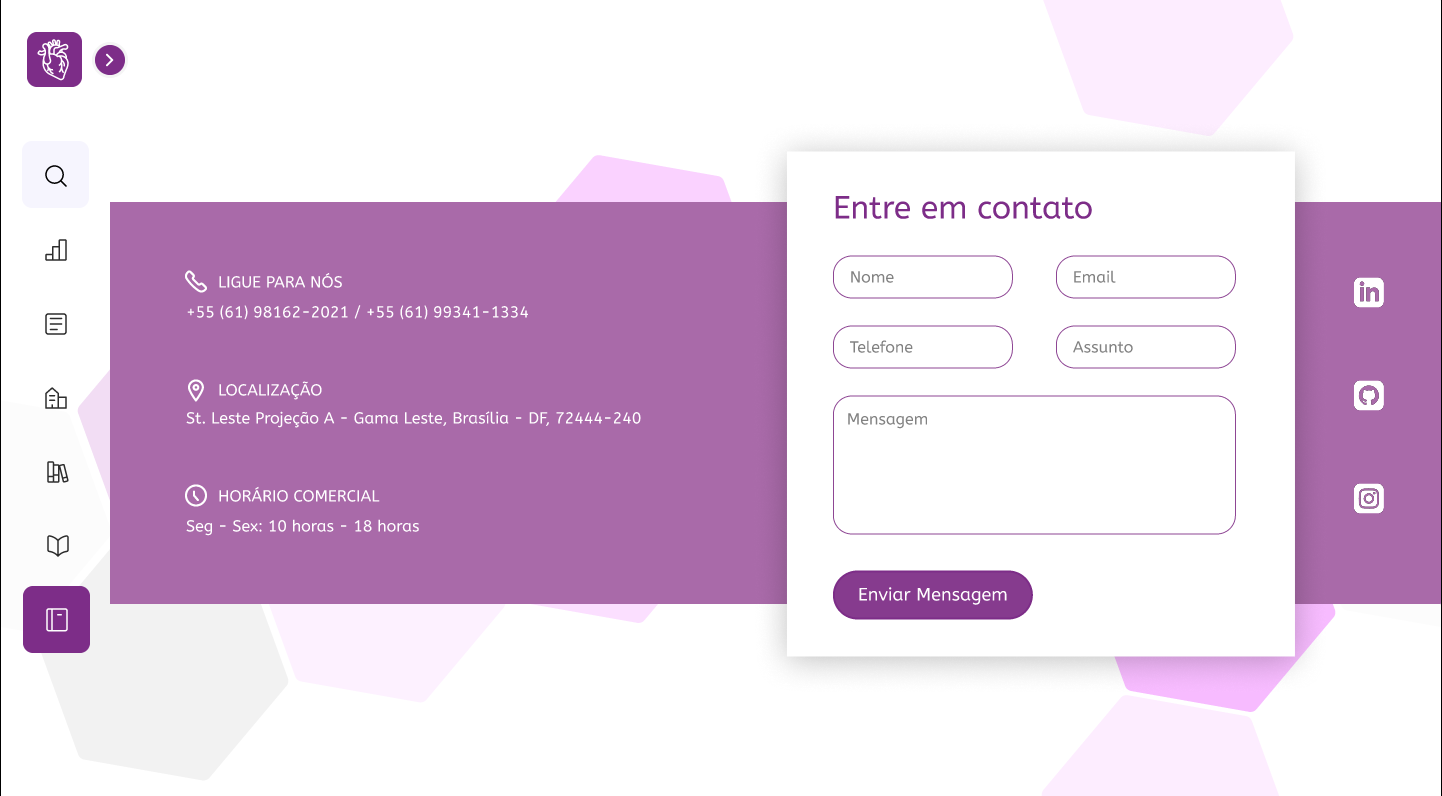 LIGUE PARA NÓS
+55 (61) 98162-2021 / +55 (61) 99341-1334
LOCALIZAÇÃO
St. Leste Projeção A - Gama Leste, Brasília - DF, 72444-240
HORÁRIO COMERCIAL
Seg - Sex: 10 horas - 18 horas
Entre em contato
Nome
Email
Telefone
Assunto
Mensagem
Enviar Mensagem
in